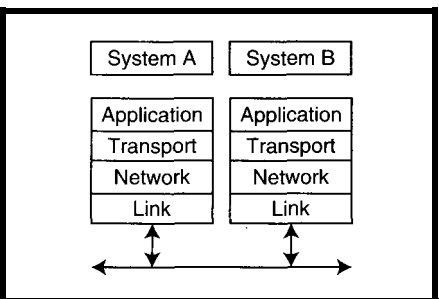 System A System B
Application Application
Transport Transport
Network Network
Link Link